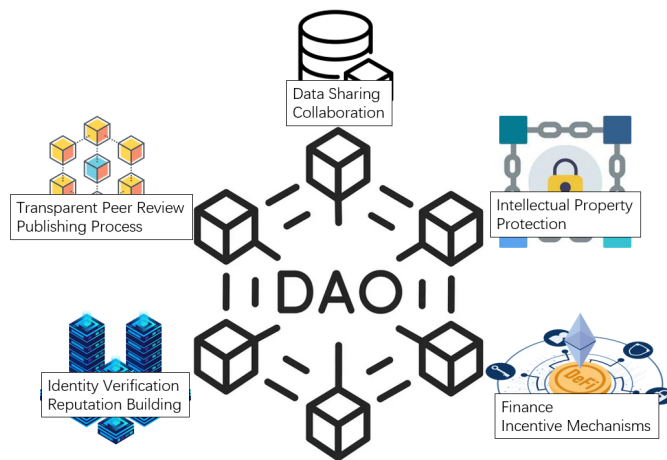 Data Sharing
Collaboration
Transparent Peer Review
Publishing Process
Intellectual Property
Protection
DAO
Identity Verification
Reputation Building
DeFi
Finance
Incentive Mechanisms